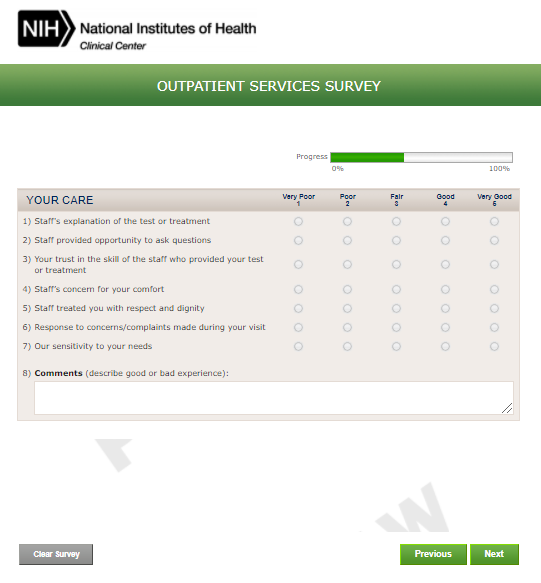 NIH National Institutes of Health
Clinical Center
OUTPATIENT SERVICES SURVEY
Progress
0% 100%
YOUR CARE Very Poor 1 Poor 2 Fair 3 Good 4 Very Good 5
1) Staff's explanation of the test or treatment
2) Staff provided opportunity to ask questions
3) Your trust in the skill of the staff who provided your test
or treatment
4) Staff's concern for your comfort
5) Staff treated you with respect and dignity
6) Response to concerns/complaints made during your visit
7) Our sensitivity to your needs
8) Comments (describe good or bad experience):
Clear Survey Previous Next